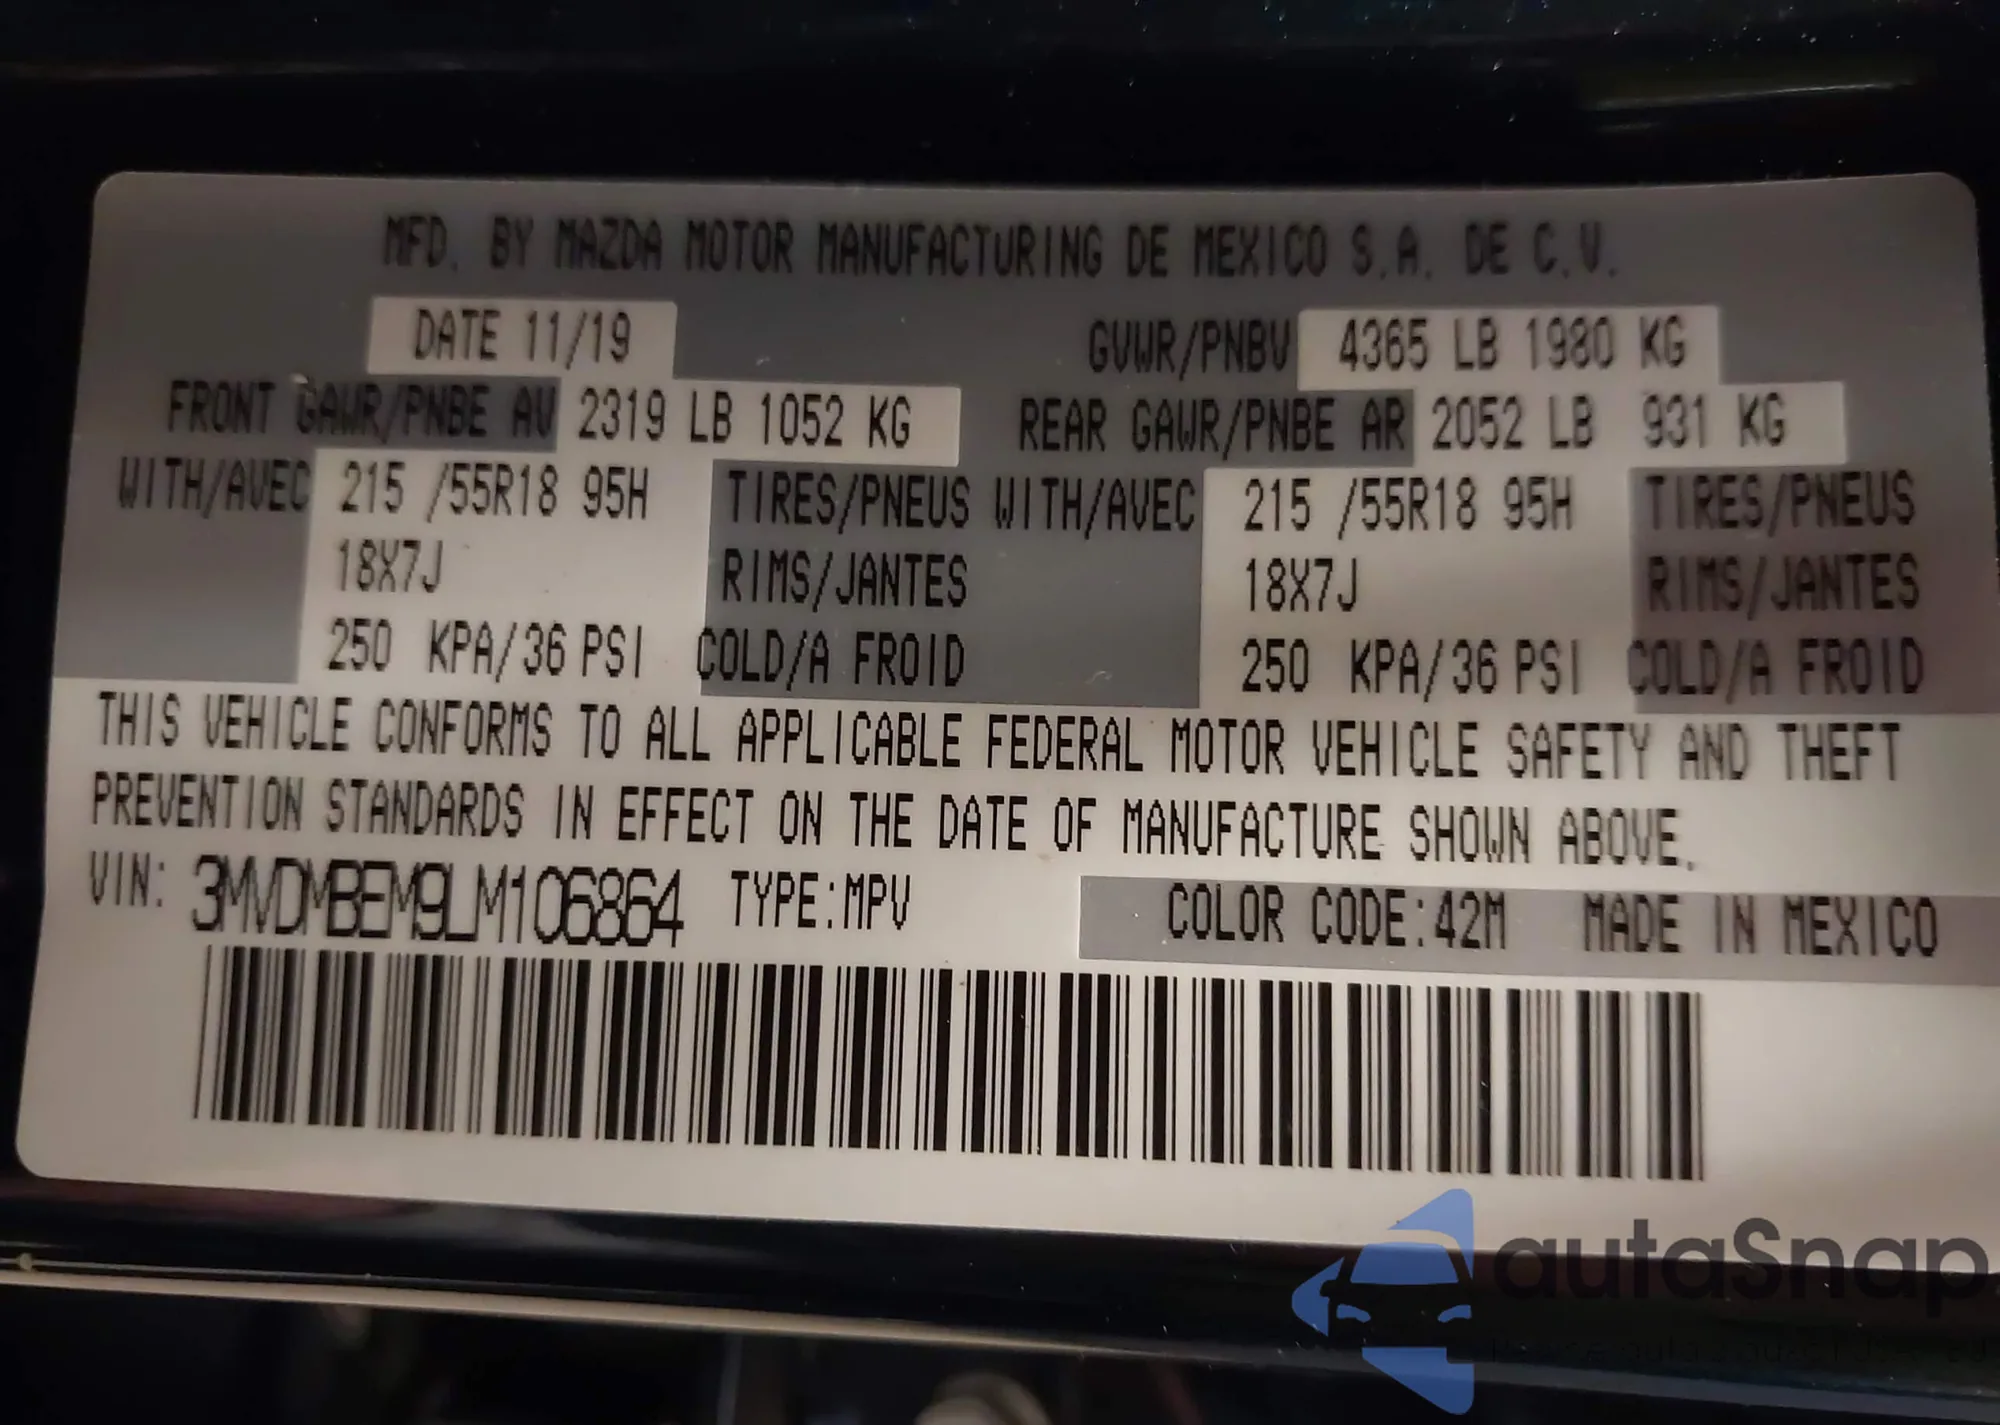 MFD. BY MAZDA MOTOR MANUFACTURING DE MEXICO S.A. DE C.V.
DATE 11/19 GVWR/PNBV 4365 LB 1980 KG
FRONT GAWR/PNBE AV 2319 LB 1052 KG REAR GAWR/PNBE AR 2052 LB 931 KG
WITH/AVEC 215 /55R18 95H TIRES/PNEUS WITH/AVEC 215 /55R18 95H TIRES/PNEUS
18X7J RIMS/JANTES 18X7J RIMS/JANTES
250 KPA/36 PSI COLD/A FROID 250 KPA/36 PSI COLD/A FROID
THIS VEHICLE CONFORMS TO ALL APPLICABLE FEDERAL MOTOR VEHICLE SAFETY AND THEFT
PREVENTION STANDARDS IN EFFECT ON THE DATE OF MANUFACTURE SHOWN ABOVE.
VIN: 3MVDMBEM9LM106864 TYPE:MPV COLOR CODE:42M MADE IN MEXICO
autaSnap